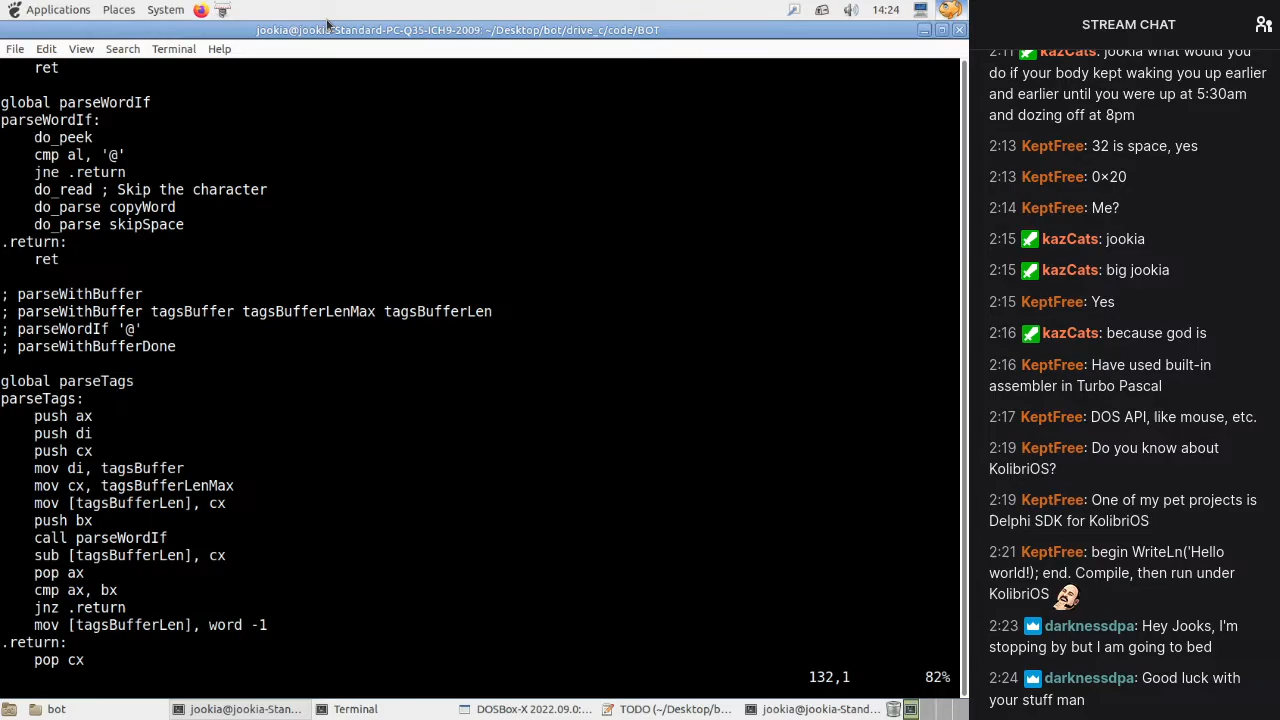 Applications Places System 14:24
jookia@jookia-Standard-PC-Q35-ICH9-2009: ~/Desktop/bot/drive_c/code/BOT
File Edit View Search Terminal Help
ret
global parseWordIf
parseWordIf:
do_peek
cmp al, '@'
jne .return
do_read ; Skip the character
do_parse copyWord
do_parse skipSpace
.return:
ret
; parseWithBuffer
; parseWithBuffer tagsBuffer tagsBufferLenMax tagsBufferLen
; parseWordIf '@'
; parseWithBufferDone
global parseTags
parseTags:
push ax
push di
push cx
mov di, tagsBuffer
mov cx, tagsBufferLenMax
mov [tagsBufferLen], cx
push bx
call parseWordIf
sub [tagsBufferLen], cx
pop ax
cmp ax, bx
jnz .return
mov [tagsBufferLen], word -1
.return:
pop cx
132,1 82%
bot jookia@jookia-Stan... Terminal DOSBox-X 2022.09.0:... TODO (~/Desktop/b... jookia@jookia-Stand...
STREAM CHAT
2:11 kazCats: jookia what would you
do if your body kept waking you up earlier
and earlier until you were up at 5:30am
and dozing off at 8pm
2:13 KeptFree: 32 is space, yes
2:13 KeptFree: 0×20
2:14 KeptFree: Me?
2:15 kazCats: jookia
2:15 kazCats: big jookia
2:15 KeptFree: Yes
2:16 kazCats: because god is
2:16 KeptFree: Have used built-in
assembler in Turbo Pascal
2:17 KeptFree: DOS API, like mouse, etc.
2:19 KeptFree: Do you know about
KolibriOS?
2:19 KeptFree: One of my pet projects is
Delphi SDK for KolibriOS
2:21 KeptFree: begin WriteLn('Hello
world!); end. Compile, then run under
KolibriOS
2:23 darknessdpa: Hey Jooks, I'm
stopping by but I am going to bed
2:24 darknessdpa: Good luck with
your stuff man